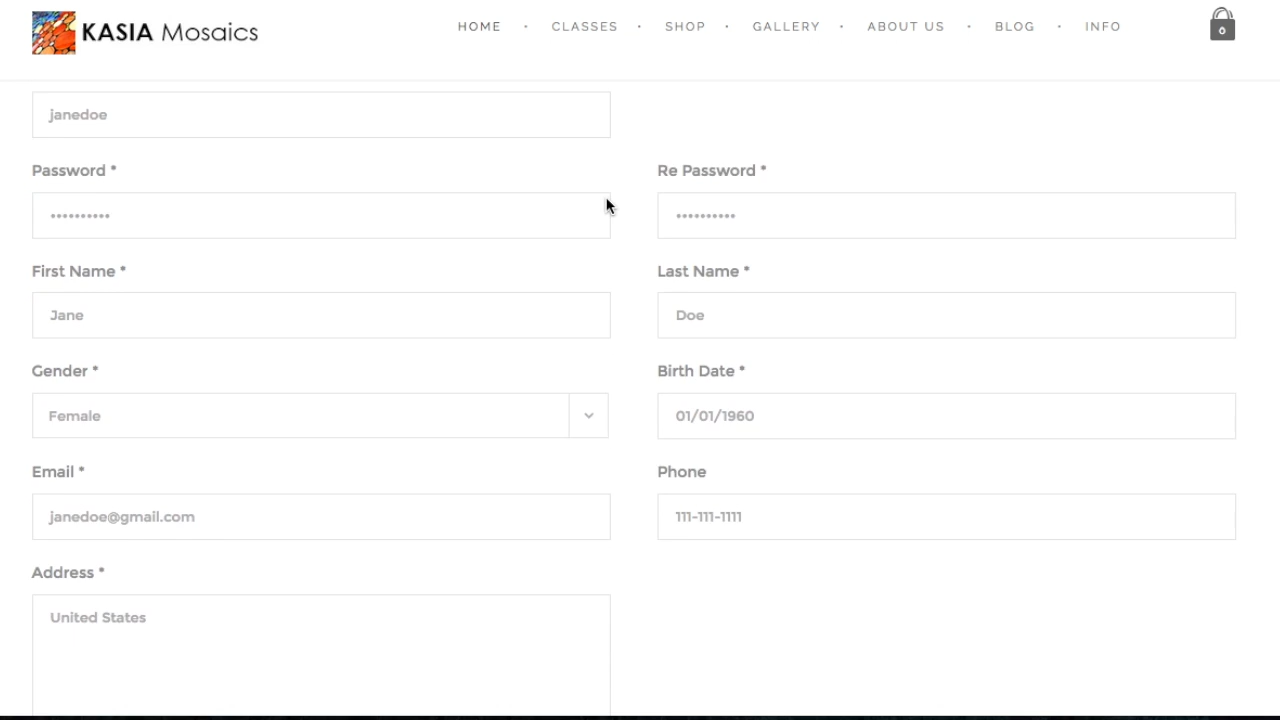 KASIA Mosaics
HOME • CLASSES • SHOP • GALLERY • ABOUT US • BLOG • INFO
0
janedoe
Password *
Re Password *
••••••••••
••••••••••
First Name *
Last Name *
Jane
Doe
Gender *
Birth Date *
Female
01/01/1960
Email *
Phone
janedoe@gmail.com
111-111-1111
Address *
United States